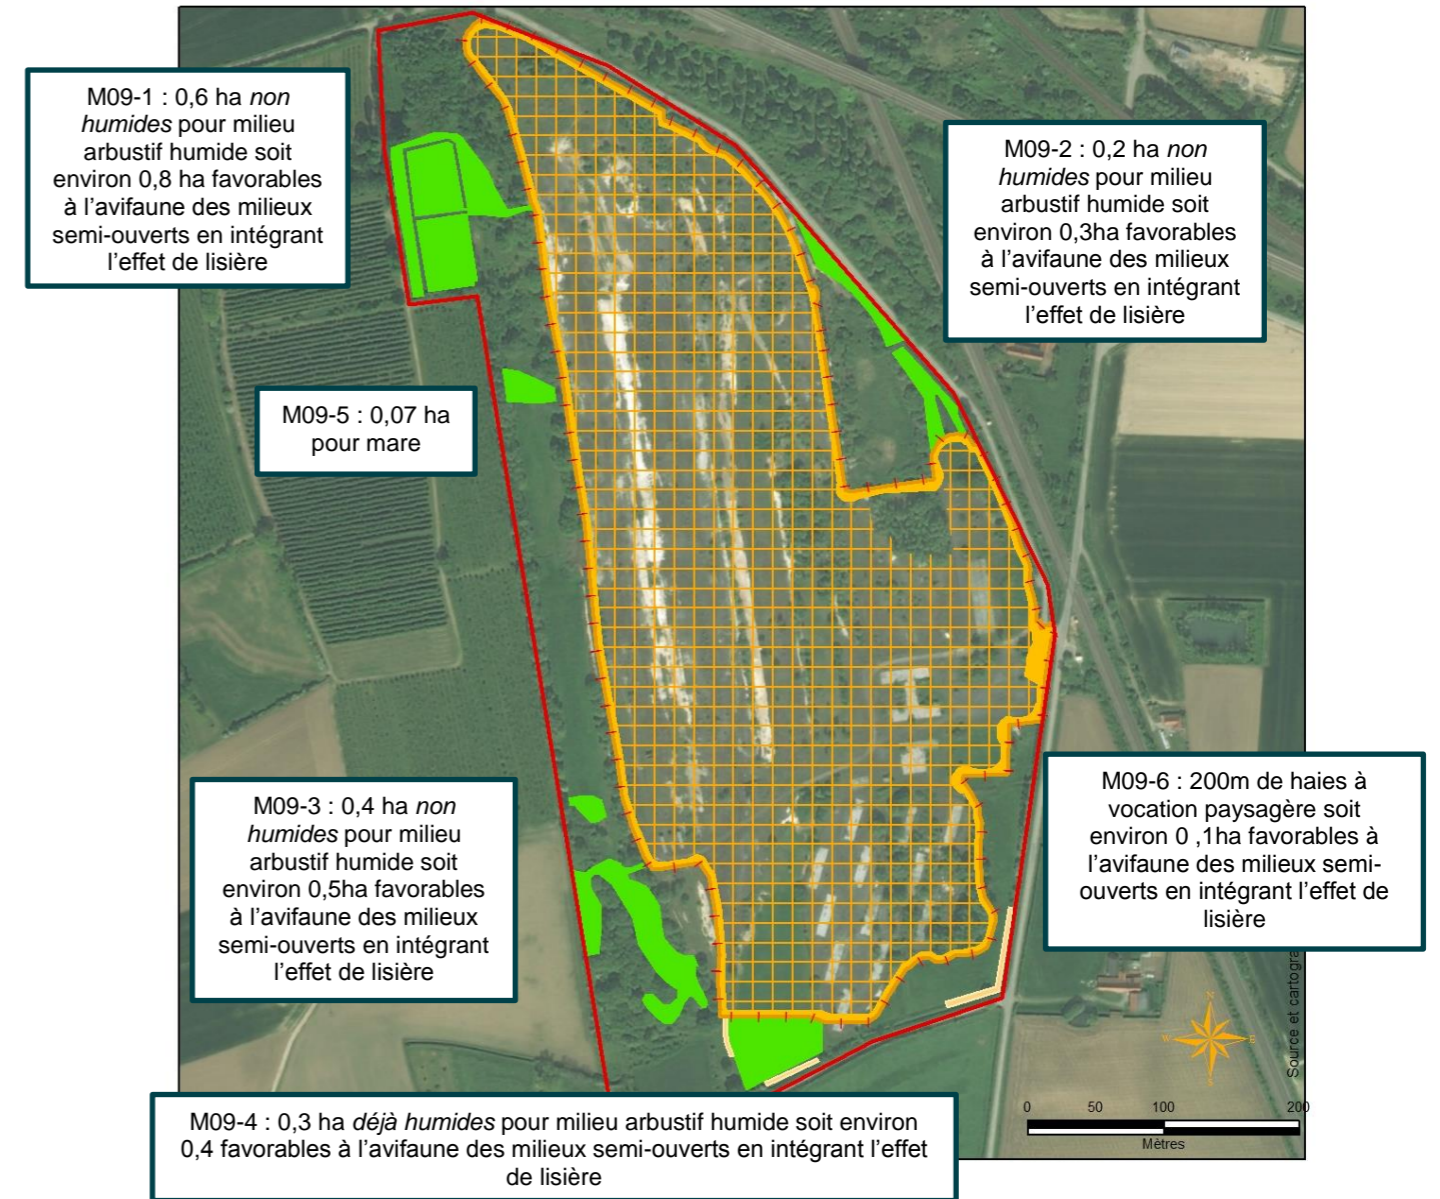 M09-1 : 0,6 ha non
humides pour milieu
arbustif humide soit
environ 0,8 ha favorables
à l'avifaune des milieux
semi-ouverts en intégrant
l'effet de lisière
M09-2 : 0,2 ha non
humides pour milieu
arbustif humide soit
environ 0,3ha favorables
à l'avifaune des milieux
semi-ouverts en intégrant
l'effet de lisière
M09-5 : 0,07 ha
pour mare
M09-3 : 0,4 ha non
humides pour milieu
arbustif humide soit
environ 0,5ha favorables
à l'avifaune des milieux
semi-ouverts en intégrant
l'effet de lisière
M09-6 : 200m de haies à
vocation paysagère soit
environ 0 ,1ha favorables à
l'avifaune des milieux semi-
ouverts en intégrant l'effet de
lisière
Source et cartogra
N
W E
S
0 50 100 200
Mètres
M09-4 : 0,3 ha déjà humides pour milieu arbustif humide soit environ
0,4 favorables à l'avifaune des milieux semi-ouverts en intégrant l'effet
de lisière